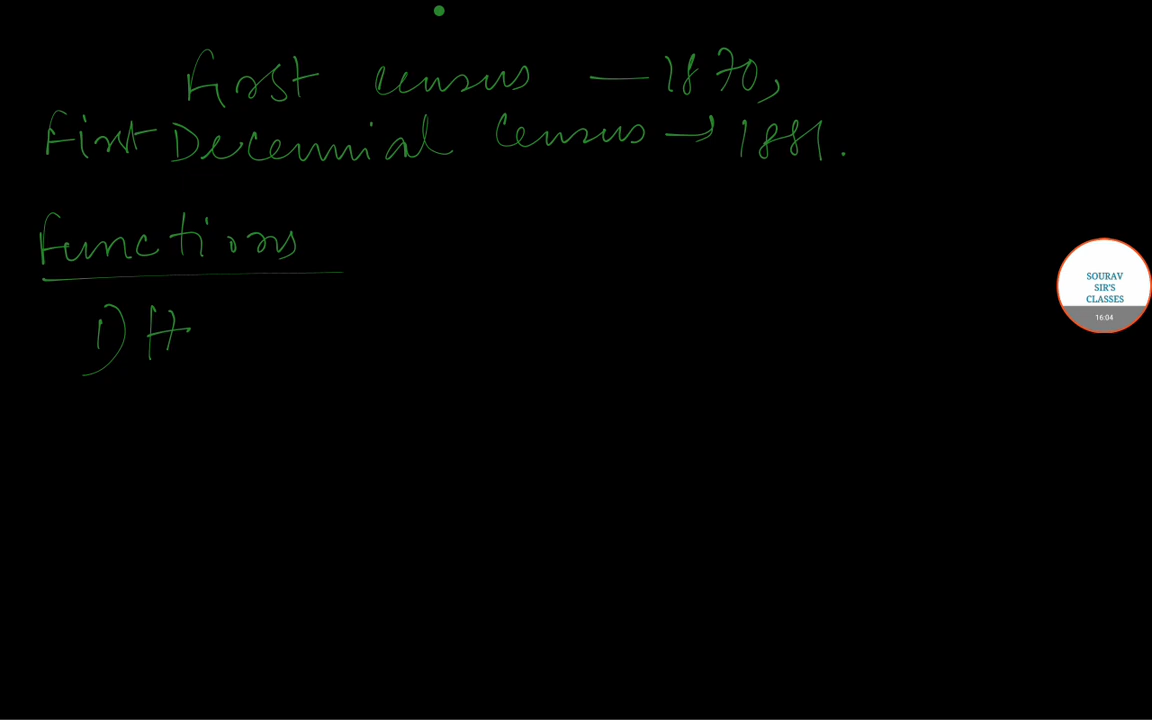 First census — 1870,
First Decennial Census → 1881.
Functions
1)
SOURAV
SIR'S
CLASSES
16:04